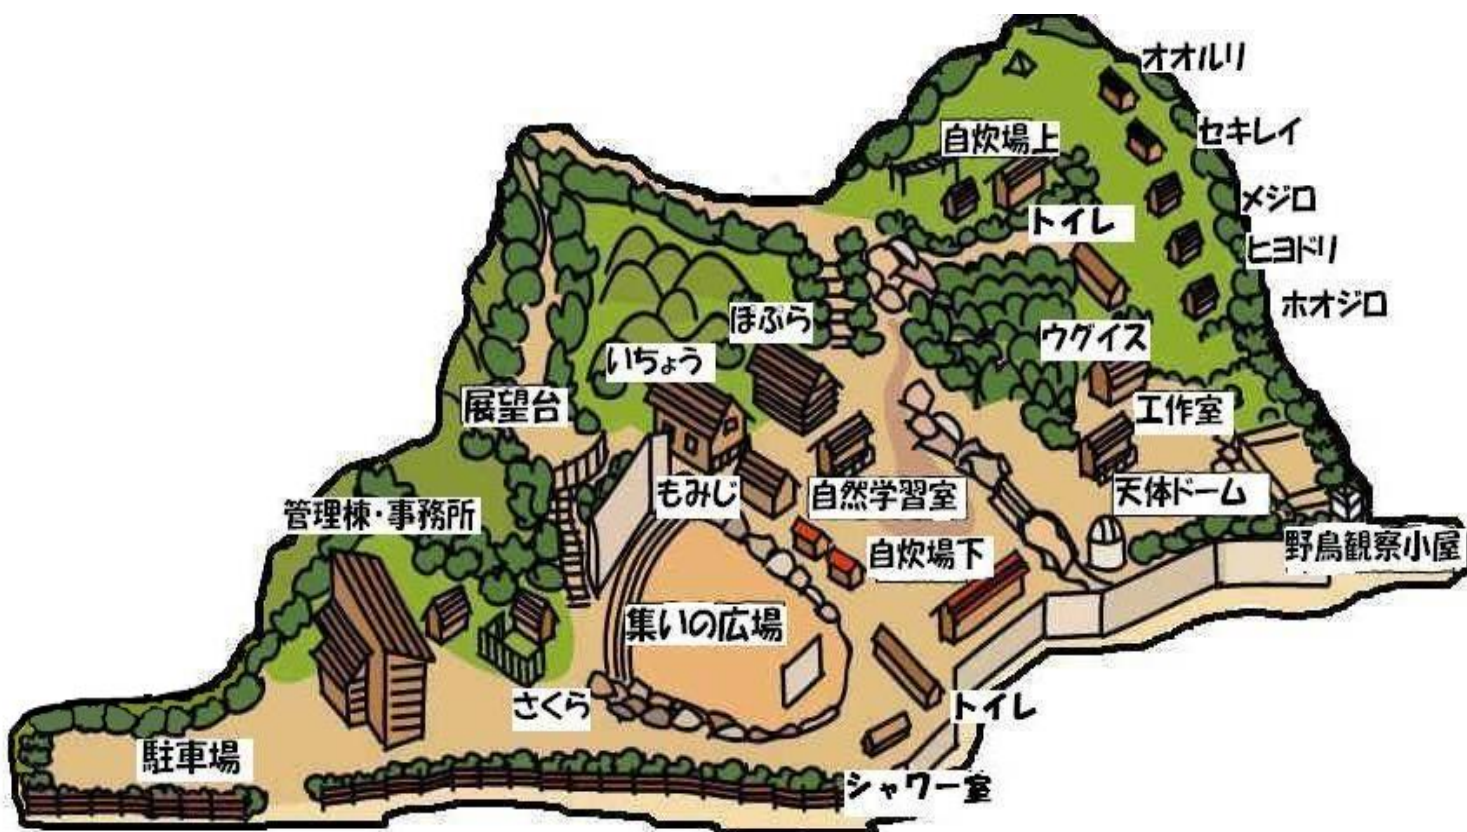 オオルリ
セキレイ
自炊場上
メジロ
トイレ
ヒヨドリ
ホオジロ
ぽぷら
ウグイス
いちょう
展望台
工作室
もみじ
自然学習室
天体ドーム
管理棟・事務所
野鳥観察小屋
自炊場下
集いの広場
さくら
トイレ
駐車場
シャワー室